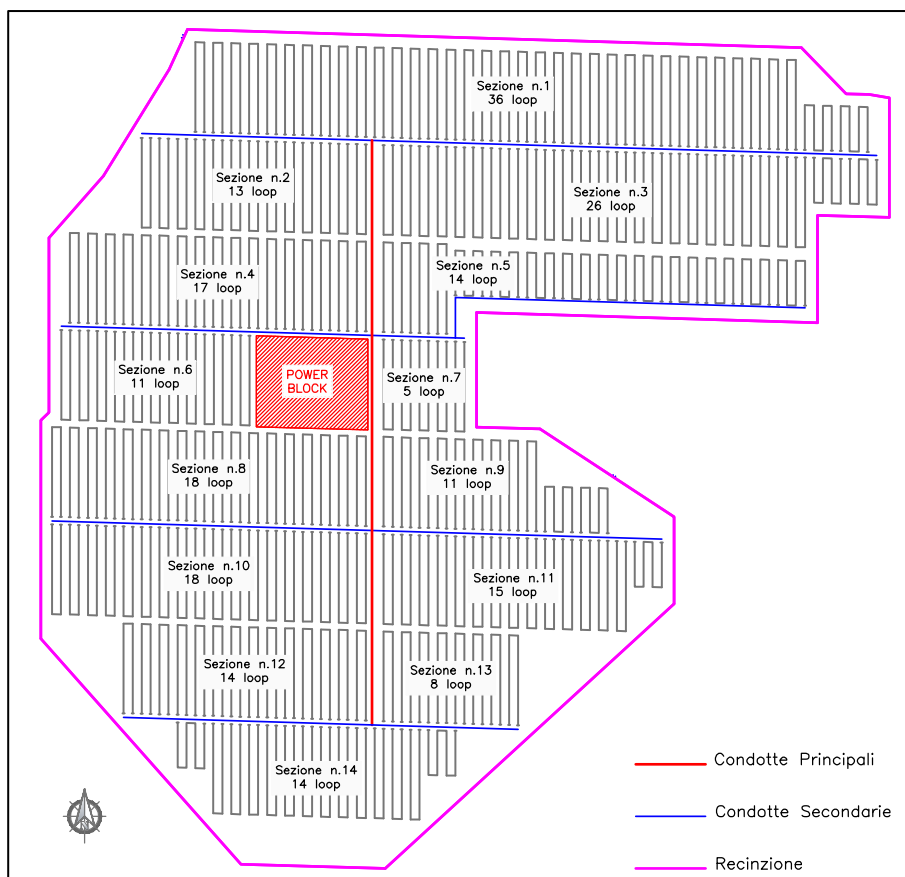 Sezione n.1
36 loop
Sezione n.2
13 loop
Sezione n.3
26 loop
Sezione n.4
17 loop
Sezione n.5
14 loop
Sezione n.6
11 loop
POWER
BLOCK
Sezione n.7
5 loop
Sezione n.8
18 loop
Sezione n.9
11 loop
Sezione n.10
18 loop
Sezione n.11
15 loop
Sezione n.12
14 loop
Sezione n.13
8 loop
Sezione n.14
14 loop
Condotte Principali
Condotte Secondarie
Recinzione